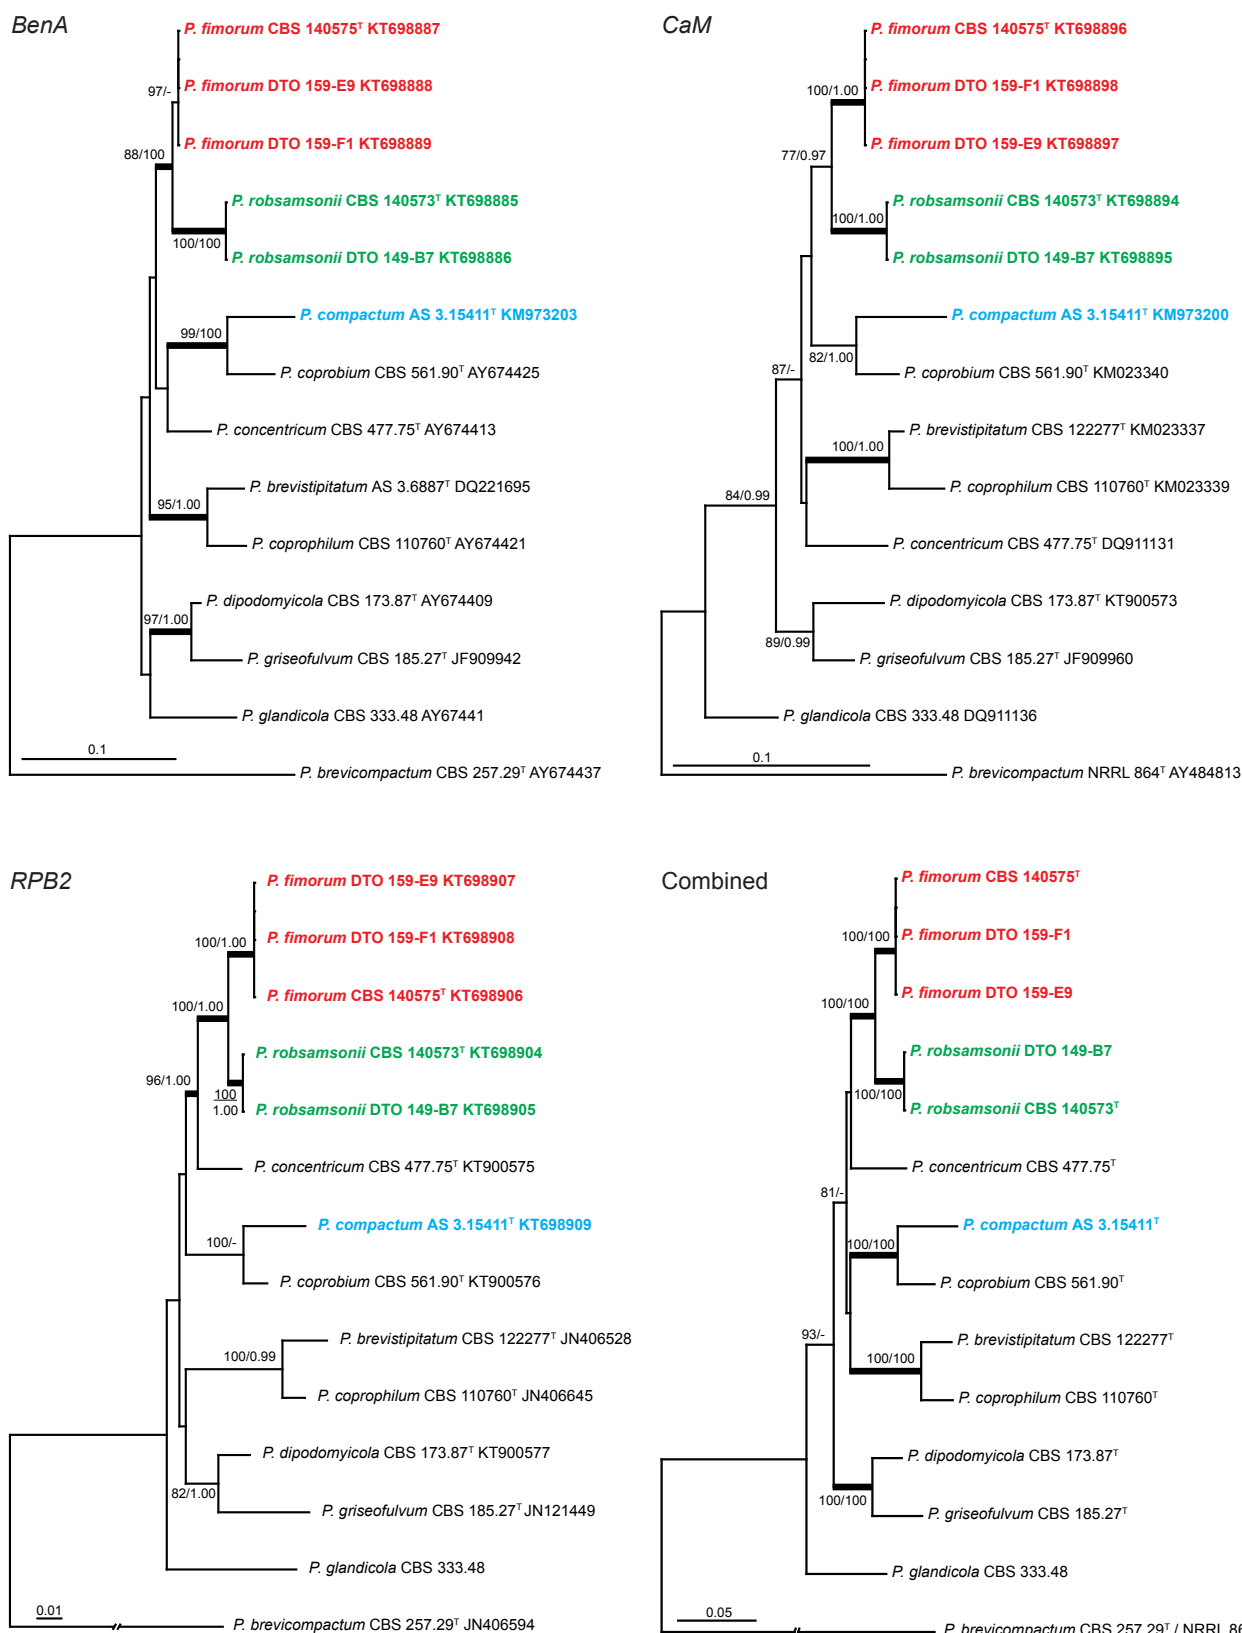 BenA
P. fimorum CBS 140575ᵀ KT698887
P. fimorum DTO 159-E9 KT698888
97/-
P. fimorum DTO 159-F1 KT698889
88/100
P. robsamsonii CBS 140573ᵀ KT698885
100/100
P. robsamsonii DTO 149-B7 KT698886
P. compactum AS 3.15411ᵀ KM973203
99/100
P. coprobium CBS 561.90ᵀ AY674425
P. concentricum CBS 477.75ᵀ AY674413
P. brevistipitatum AS 3.6887ᵀ DQ221695
95/1.00
P. coprophilum CBS 110760ᵀ AY674421
P. dipodomyicola CBS 173.87ᵀ AY674409
97/1.00
P. griseofulvum CBS 185.27ᵀ JF909942
P. glandicola CBS 333.48 AY67441
0.1
P. brevicompactum CBS 257.29ᵀ AY674437
CaM
P. fimorum CBS 140575ᵀ KT698896
P. fimorum DTO 159-F1 KT698898
100/1.00
P. fimorum DTO 159-E9 KT698897
77/0.97
P. robsamsonii CBS 140573ᵀ KT698894
100/1.00
P. robsamsonii DTO 149-B7 KT698895
P. compactum AS 3.15411ᵀ KM973200
82/1.00
87/-
P. coprobium CBS 561.90ᵀ KM023340
P. brevistipitatum CBS 122277ᵀ KM023337
100/1.00
P. coprophilum CBS 110760ᵀ KM023339
84/0.99
P. concentricum CBS 477.75ᵀ DQ911131
P. dipodomyicola CBS 173.87ᵀ KT900573
89/0.99
P. griseofulvum CBS 185.27ᵀ JF909960
P. glandicola CBS 333.48 DQ911136
0.1
P. brevicompactum NRRL 864ᵀ AY484813
RPB2
P. fimorum DTO 159-E9 KT698907
P. fimorum DTO 159-F1 KT698908
100/1.00
P. fimorum CBS 140575ᵀ KT698906
100/1.00
P. robsamsonii CBS 140573ᵀ KT698904
96/1.00
100
1.00
P. robsamsonii DTO 149-B7 KT698905
P. concentricum CBS 477.75ᵀ KT900575
P. compactum AS 3.15411ᵀ KT698909
100/-
P. coprobium CBS 561.90ᵀ KT900576
P. brevistipitatum CBS 122277ᵀ JN406528
100/0.99
P. coprophilum CBS 110760ᵀ JN406645
P. dipodomyicola CBS 173.87ᵀ KT900577
82/1.00
P. griseofulvum CBS 185.27ᵀ JN121449
P. glandicola CBS 333.48
0.01
P. brevicompactum CBS 257.29ᵀ JN406594
Combined
P. fimorum CBS 140575ᵀ
P. fimorum DTO 159-F1
100/100
P. fimorum DTO 159-E9
100/100
P. robsamsonii DTO 149-B7
100/100
P. robsamsonii CBS 140573ᵀ
P. concentricum CBS 477.75ᵀ
81/-
P. compactum AS 3.15411ᵀ
100/100
P. coprobium CBS 561.90ᵀ
93/-
P. brevistipitatum CBS 122277ᵀ
100/100
P. coprophilum CBS 110760ᵀ
P. dipodomyicola CBS 173.87ᵀ
100/100
P. griseofulvum CBS 185.27ᵀ
P. glandicola CBS 333.48
0.05
P. brevicompactum CBS 257.29ᵀ / NRRL 86